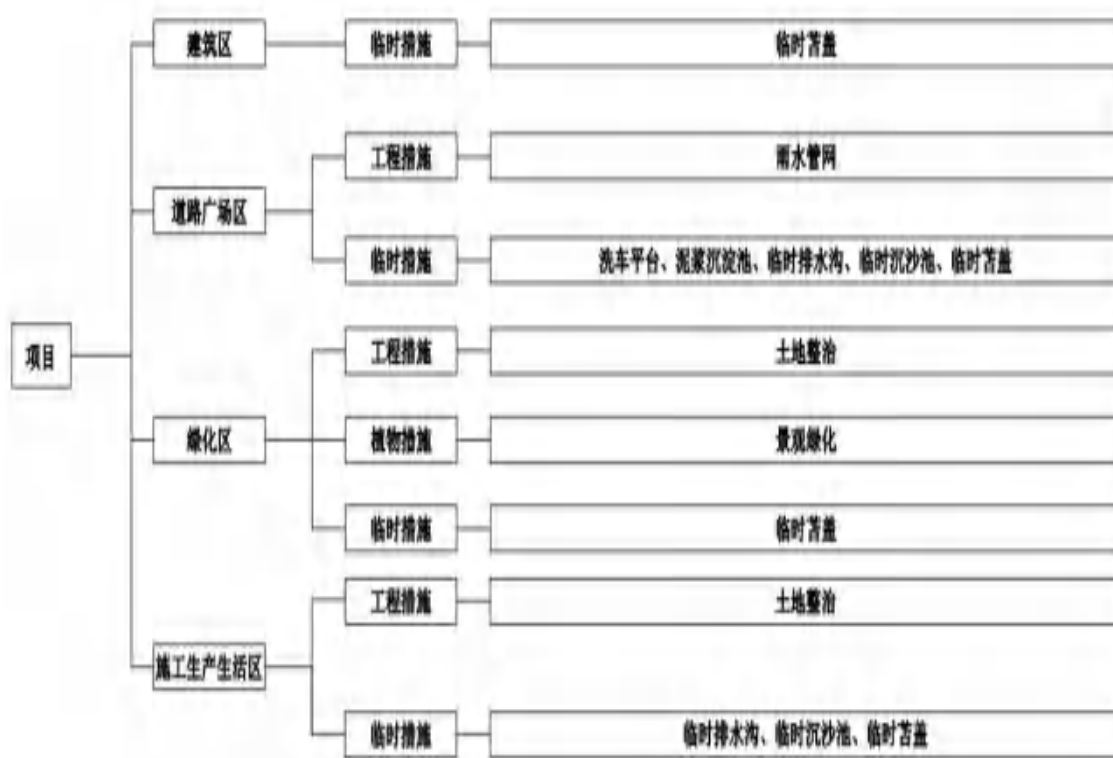 建筑区
临时措施
临时苫盖
工程措施
雨水管网
道路广场区
临时措施
洗车平台、泥浆沉淀池、临时排水沟、临时沉沙池、临时苫盖
项目
工程措施
土地整治
绿化区
植物措施
景观绿化
临时措施
临时苫盖
工程措施
土地整治
施工生产生活区
临时措施
临时排水沟、临时沉沙池、临时苫盖